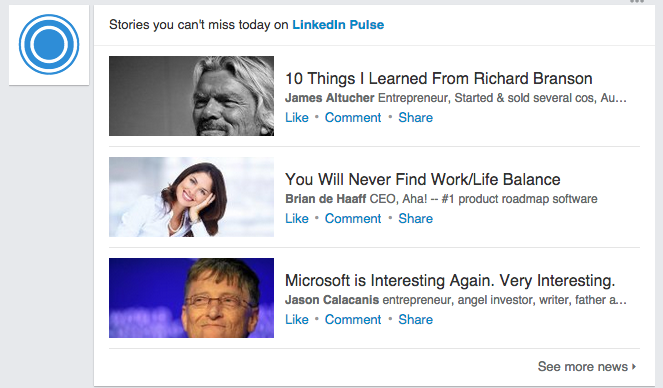 Stories you can't miss today on LinkedIn Pulse
10 Things I Learned From Richard Branson
James Altucher Entrepreneur, Started & sold several cos, Au...
Like • Comment • Share
You Will Never Find Work/Life Balance
Brian de Haaff CEO, Aha! -- #1 product roadmap software
Like • Comment • Share
Microsoft is Interesting Again. Very Interesting.
Jason Calacanis entrepreneur, angel investor, writer, father a...
Like • Comment • Share
See more news